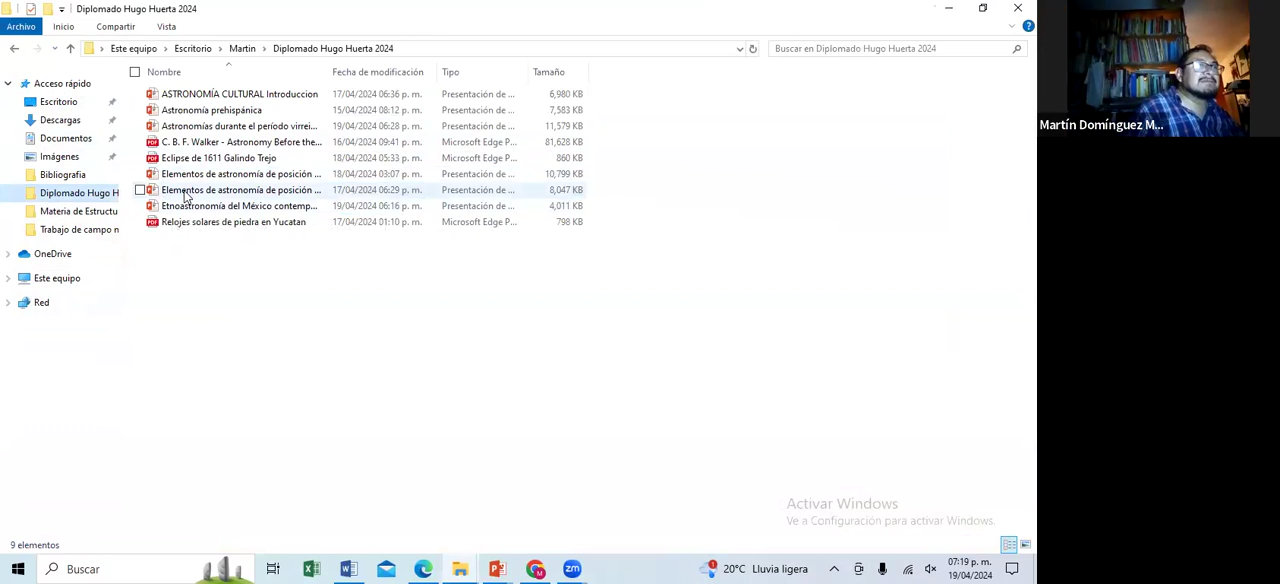 Diplomado Hugo Huerta 2024
Archivo Inicio Compartir Vista
Este equipo > Escritorio > Martin > Diplomado Hugo Huerta 2024
Buscar en Diplomado Hugo Huerta 2024
Nombre Fecha de modificación Tipo Tamaño
Acceso rápido
Escritorio
Descargas
Documentos
Imágenes
Bibliografia
Diplomado Hugo H
Materia de Estructu
Trabajo de campo n
OneDrive
Este equipo
Red
ASTRONOMÍA CULTURAL Introduccion 17/04/2024 06:36 p. m. Presentación de ... 6,980 KB
Astronomía prehispánica 15/04/2024 08:12 p. m. Presentación de ... 7,583 KB
Astronomías durante el período virrei... 19/04/2024 06:28 p. m. Presentación de ... 11,579 KB
C. B. F. Walker - Astronomy Before the... 16/04/2024 09:41 p. m. Microsoft Edge P... 81,628 KB
Eclipse de 1611 Galindo Trejo 18/04/2024 05:33 p. m. Microsoft Edge P... 860 KB
Elementos de astronomía de posición ... 18/04/2024 03:07 p. m. Presentación de ... 10,799 KB
Elementos de astronomía de posición ... 17/04/2024 06:29 p. m. Presentación de ... 8,047 KB
Etnoastronomía del México contemp... 19/04/2024 06:16 p. m. Presentación de ... 4,011 KB
Relojes solares de piedra en Yucatan 17/04/2024 01:10 p. m. Microsoft Edge P... 798 KB
Martín Domínguez M...
Activar Windows
Ve a Configuración para activar Windows.
9 elementos
Buscar
20°C Lluvia ligera
07:19 p. m.
19/04/2024